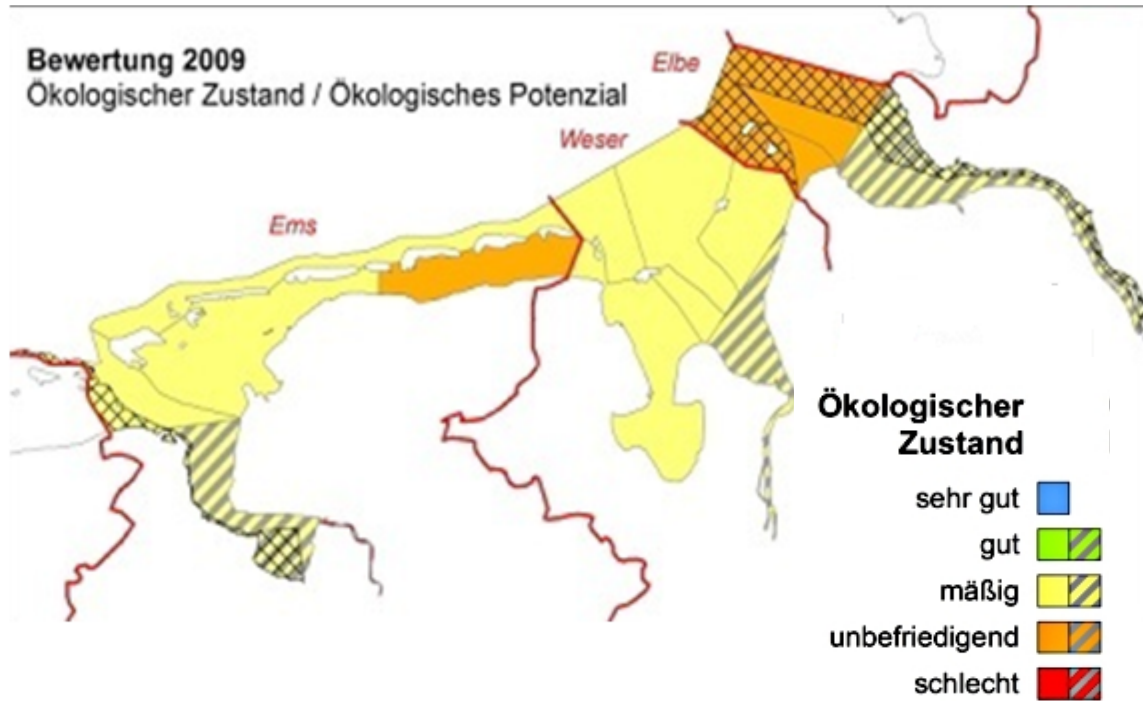 Bewertung 2009
Ökologischer Zustand / Ökologisches Potenzial
Elbe
Weser
Ems
Ökologischer
Zustand
sehr gut
gut
mäßig
unbefriedigend
schlecht